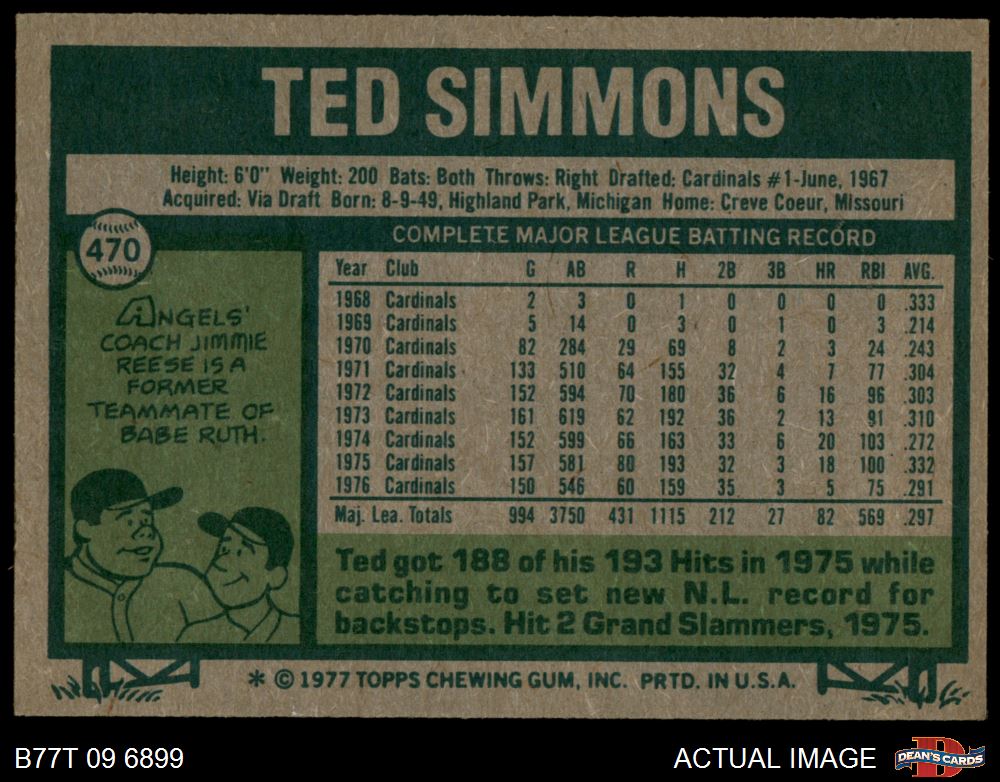 TED SIMMONS
Height: 6'0" Weight: 200 Bats: Both Throws: Right Drafted: Cardinals #1-June, 1967
Acquired: Via Draft Born: 8-9-49, Highland Park, Michigan Home: Creve Coeur, Missouri
470
COMPLETE MAJOR LEAGUE BATTING RECORD
ANGELS'
COACH JIMMIE
REESE IS A
FORMER
TEAMMATE OF
BABE RUTH.
Year Club G AB R H 2B 3B HR RBI AVG.
1968 Cardinals 2 3 0 1 0 0 0 0 .333
1969 Cardinals 5 14 0 3 0 1 0 3 .214
1970 Cardinals 82 284 29 69 8 2 3 24 .243
1971 Cardinals 133 510 64 155 32 4 7 77 .304
1972 Cardinals 152 594 70 180 36 6 16 96 .303
1973 Cardinals 161 619 62 192 36 2 13 91 .310
1974 Cardinals 152 599 66 163 33 6 20 103 .272
1975 Cardinals 157 581 80 193 32 3 18 100 .332
1976 Cardinals 150 546 60 159 35 3 5 75 .291
Maj. Lea. Totals 994 3750 431 1115 212 27 82 569 .297
Ted got 188 of his 193 Hits in 1975 while
catching to set new N.L. record for
backstops. Hit 2 Grand Slammers, 1975.
* © 1977 TOPPS CHEWING GUM, INC. PRTD. IN U.S.A.
B77T 09 6899
ACTUAL IMAGE
D
DEAN'S CARDS